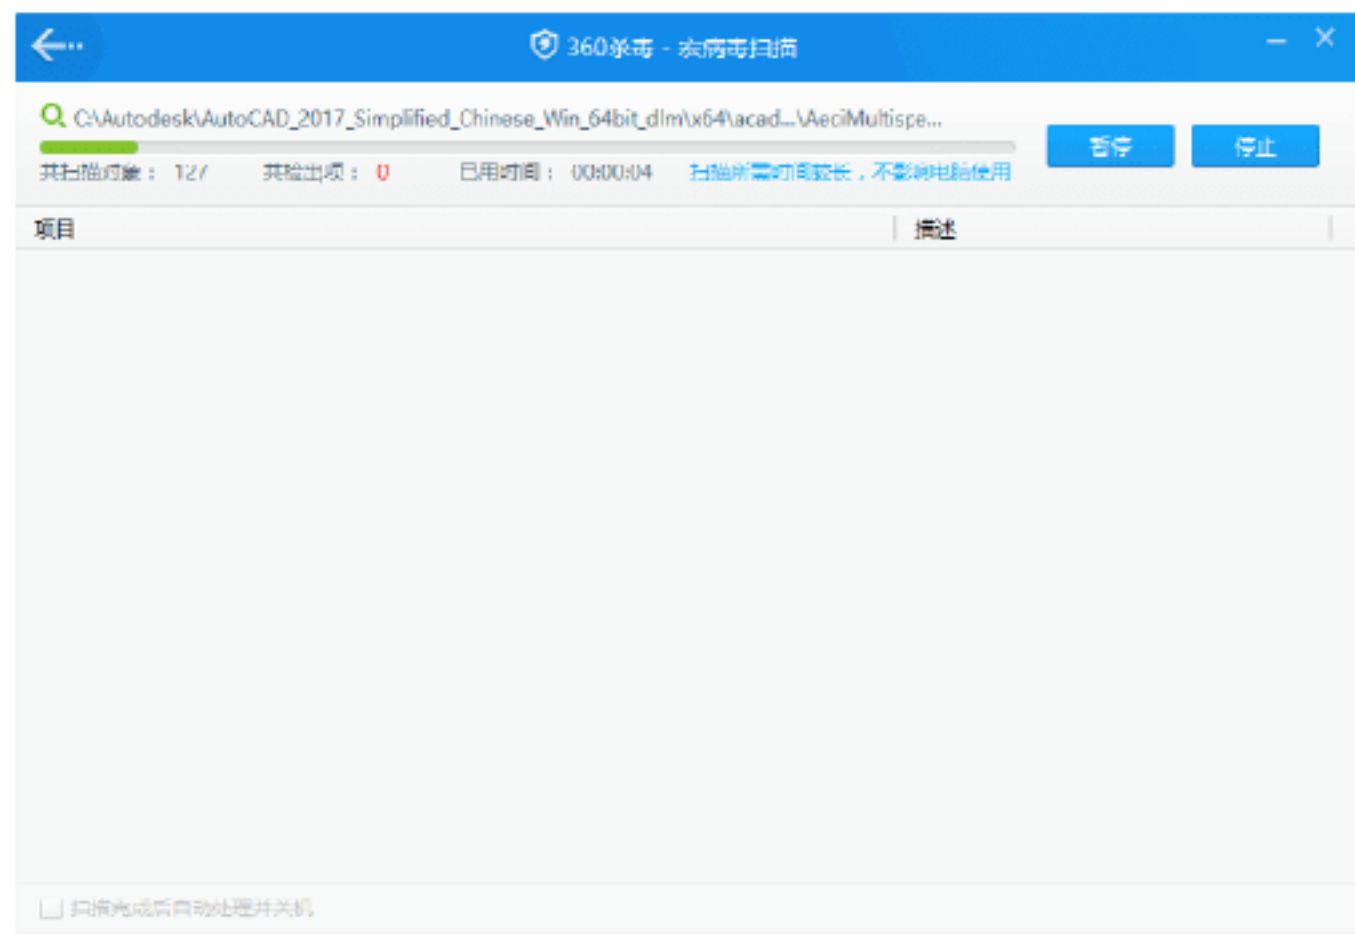 360杀毒 - 宏病毒扫描
C:\Autodesk\AutoCAD_2017_Simplified_Chinese_Win_64bit_dlm\x64\acad...\AeciMultispe...
暂停 停止
共扫描对象： 127 共检出项： 0 已用时间： 00:00:04 扫描所需时间较长，不影响电脑使用
项目 描述
扫描完成后自动处理并关机